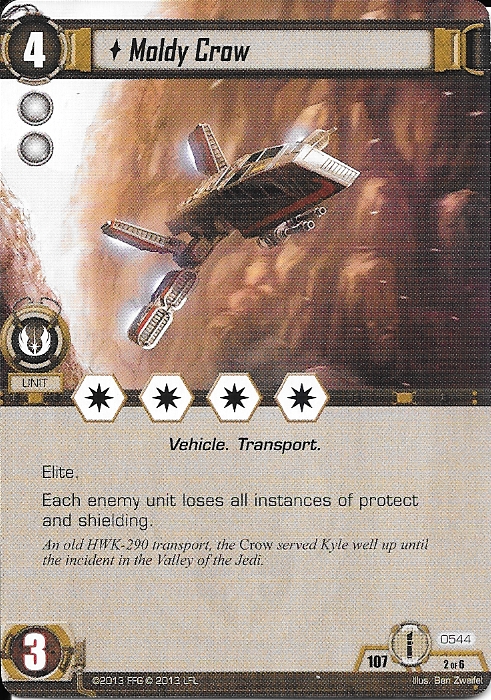 4
Moldy Crow
UNIT
Vehicle. Transport.
Elite.
Each enemy unit loses all instances of protect
and shielding.
An old HWK-290 transport, the Crow served Kyle well up until
the incident in the Valley of the Jedi.
3
107
0544
2 OF 6
©2013 FFG © 2013 LFL
Illus. Ben Zweifel